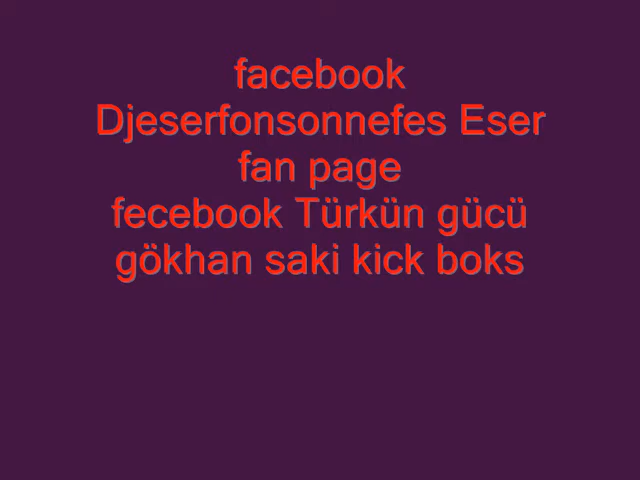 facebook
Djeserfonsonnefes Eser
fan page
fecebook Türkün gücü
gökhan saki kick boks